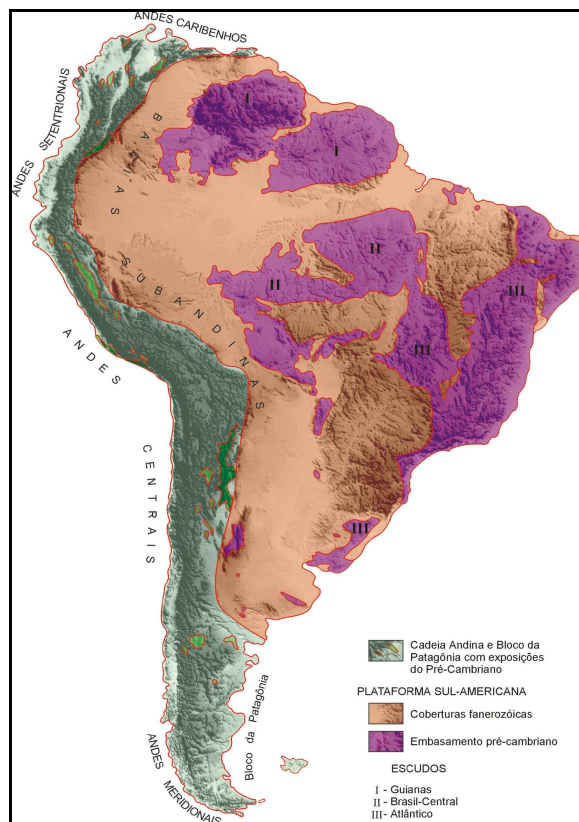 ANDES CARIBENHOS
ANDES SETENTRIONAIS
BACIAS SUBANDINAS
I
I
II
II
III
III
III
ANDES CENTRAIS
Bloco da Patagônia
ANDES MERIDIONAIS
Cadeia Andina e Bloco da
Patagônia com exposições
do Pré-Cambriano
PLATAFORMA SUL-AMERICANA
Coberturas fanerozóicas
Embasamento pré-cambriano
ESCUDOS
I - Guianas
II - Brasil-Central
III- Atlântico